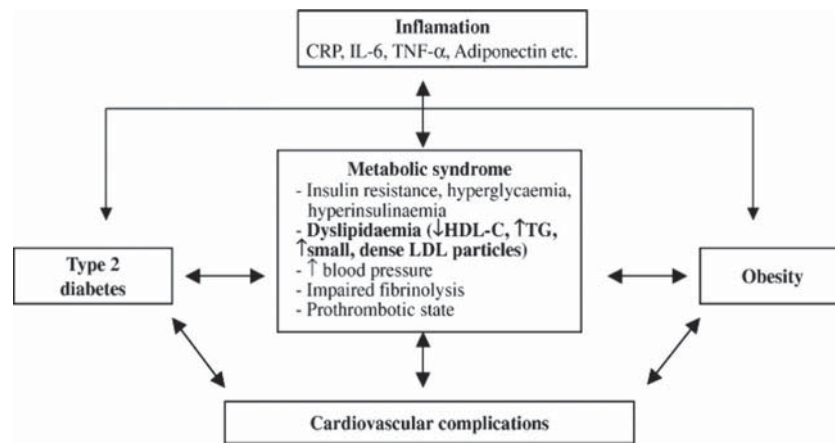 Inflamation
CRP, IL-6, TNF-α, Adiponectin etc.
Metabolic syndrome
- Insulin resistance, hyperglycaemia,
hyperinsulinaemia
- Dyslipidaemia (↓HDL-C, ↑TG,
↑small, dense LDL particles)
- ↑ blood pressure
- Impaired fibrinolysis
- Prothrombotic state
Type 2
diabetes
Obesity
Cardiovascular complications